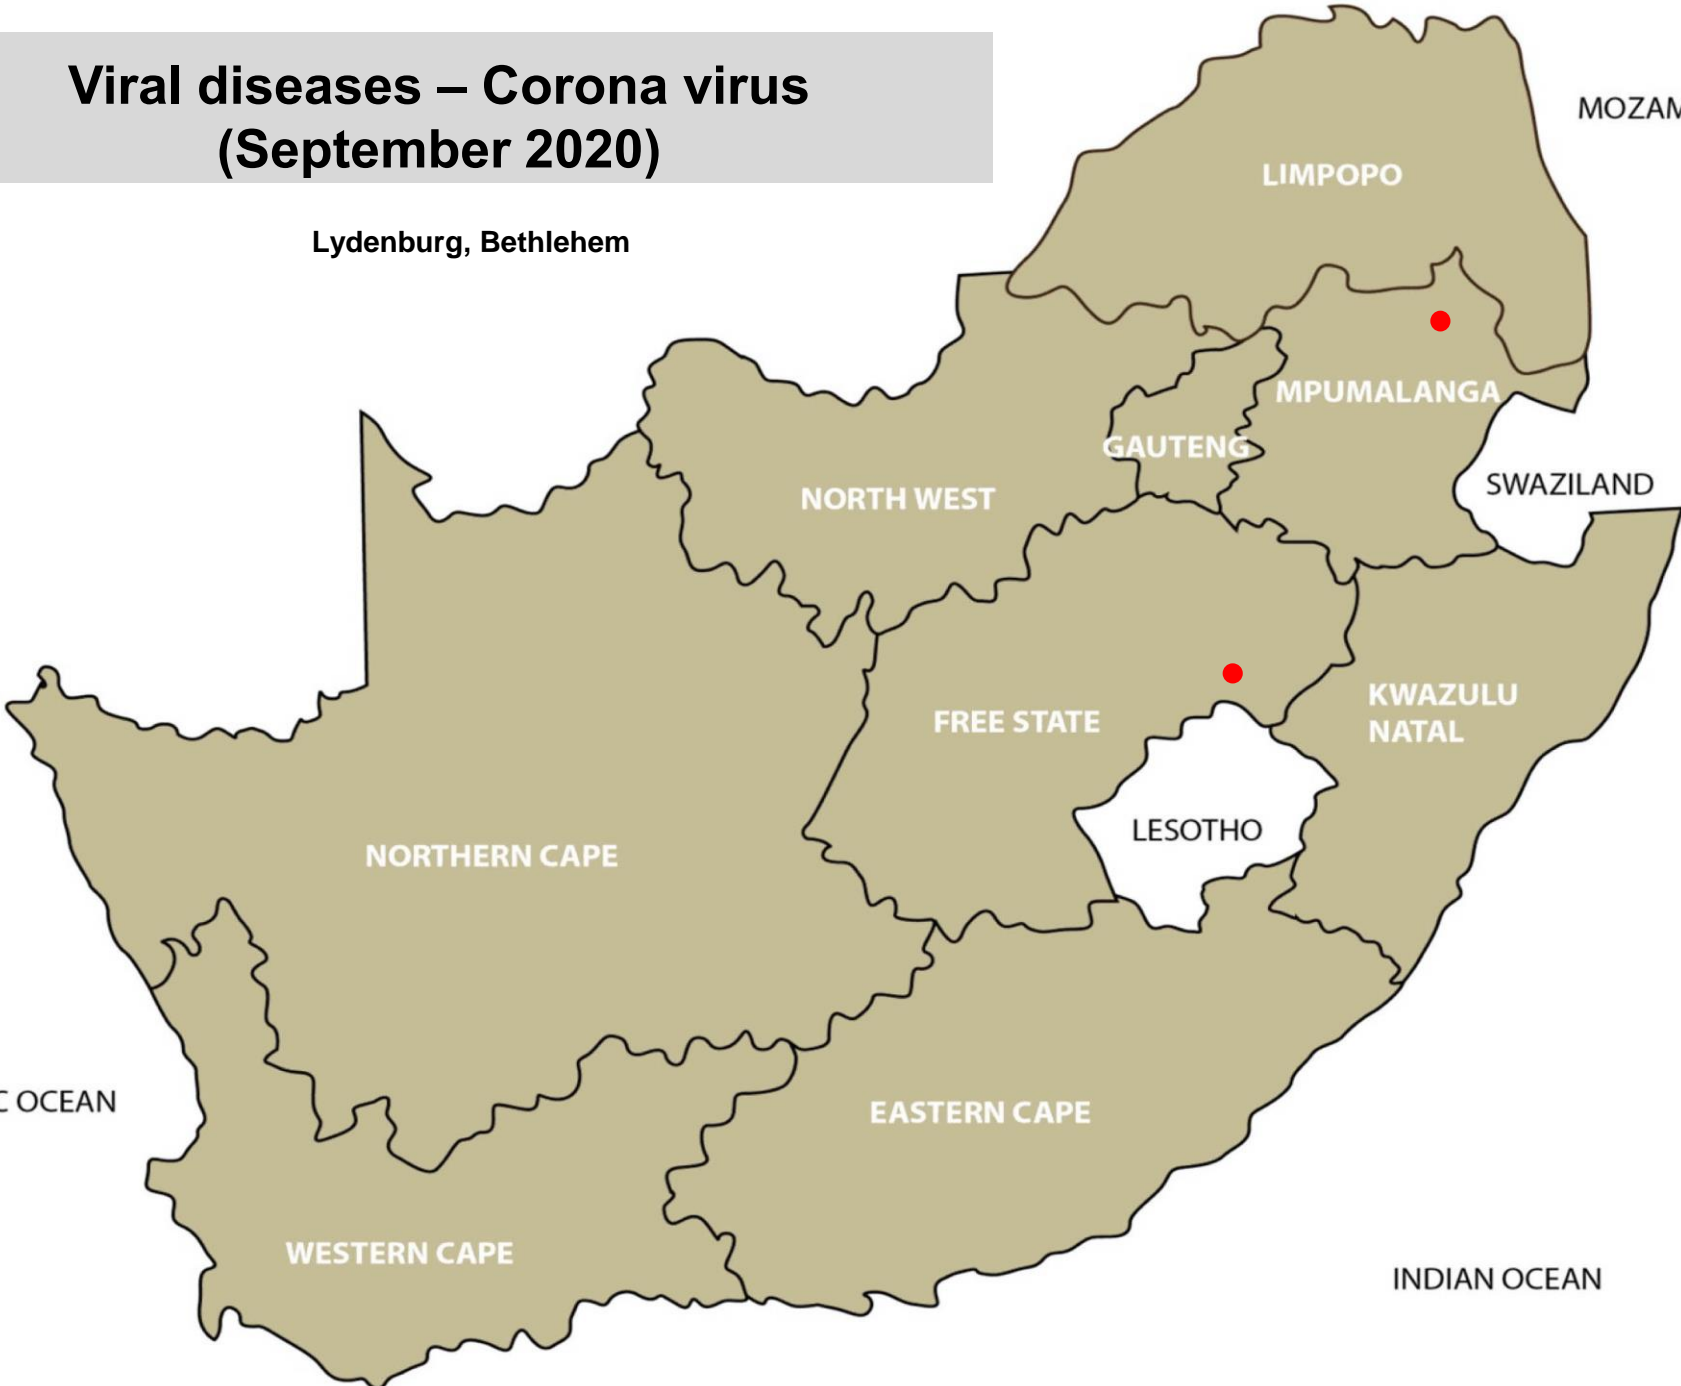 Viral diseases – Corona virus
(September 2020)
MOZAM
LIMPOPO
Lydenburg, Bethlehem
MPUMALANGA
GAUTENG
SWAZILAND
NORTH WEST
KWAZULU
NATAL
FREE STATE
LESOTHO
NORTHERN CAPE
C OCEAN
EASTERN CAPE
WESTERN CAPE
INDIAN OCEAN